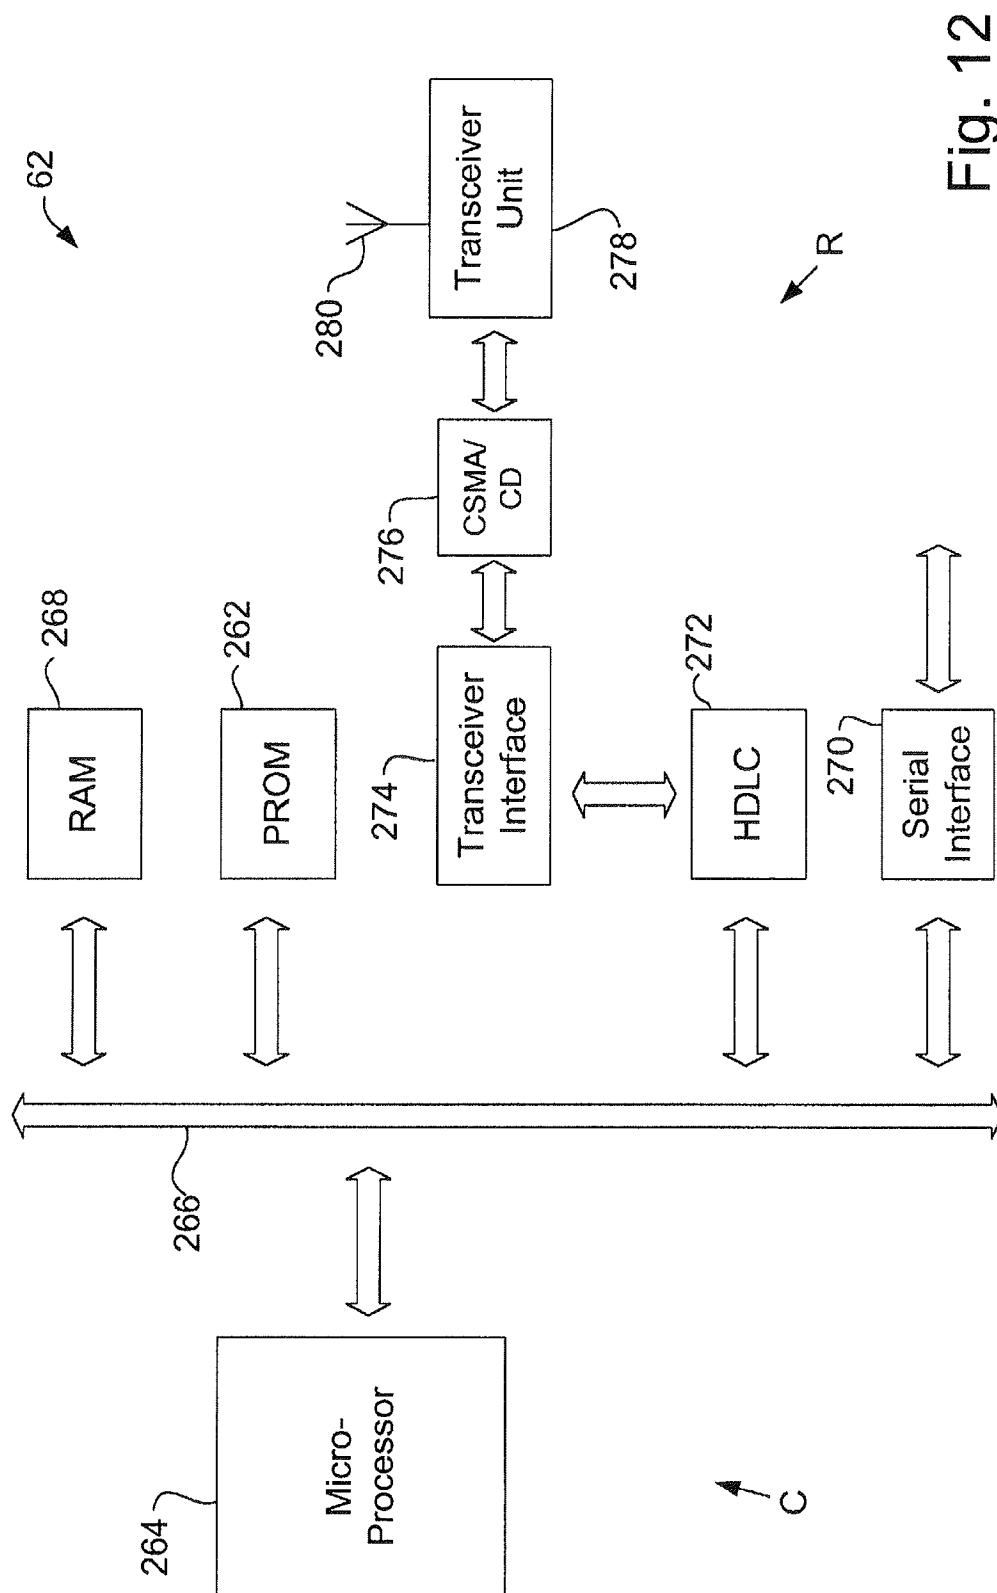 62
RAM
268
PROM
262
280
Transceiver
Unit
278
276
CSMA/
CD
274
Transceiver
Interface
HDLC
272
270
Serial
Interface
266
264
Micro-
Processor
C
R
Fig. 12